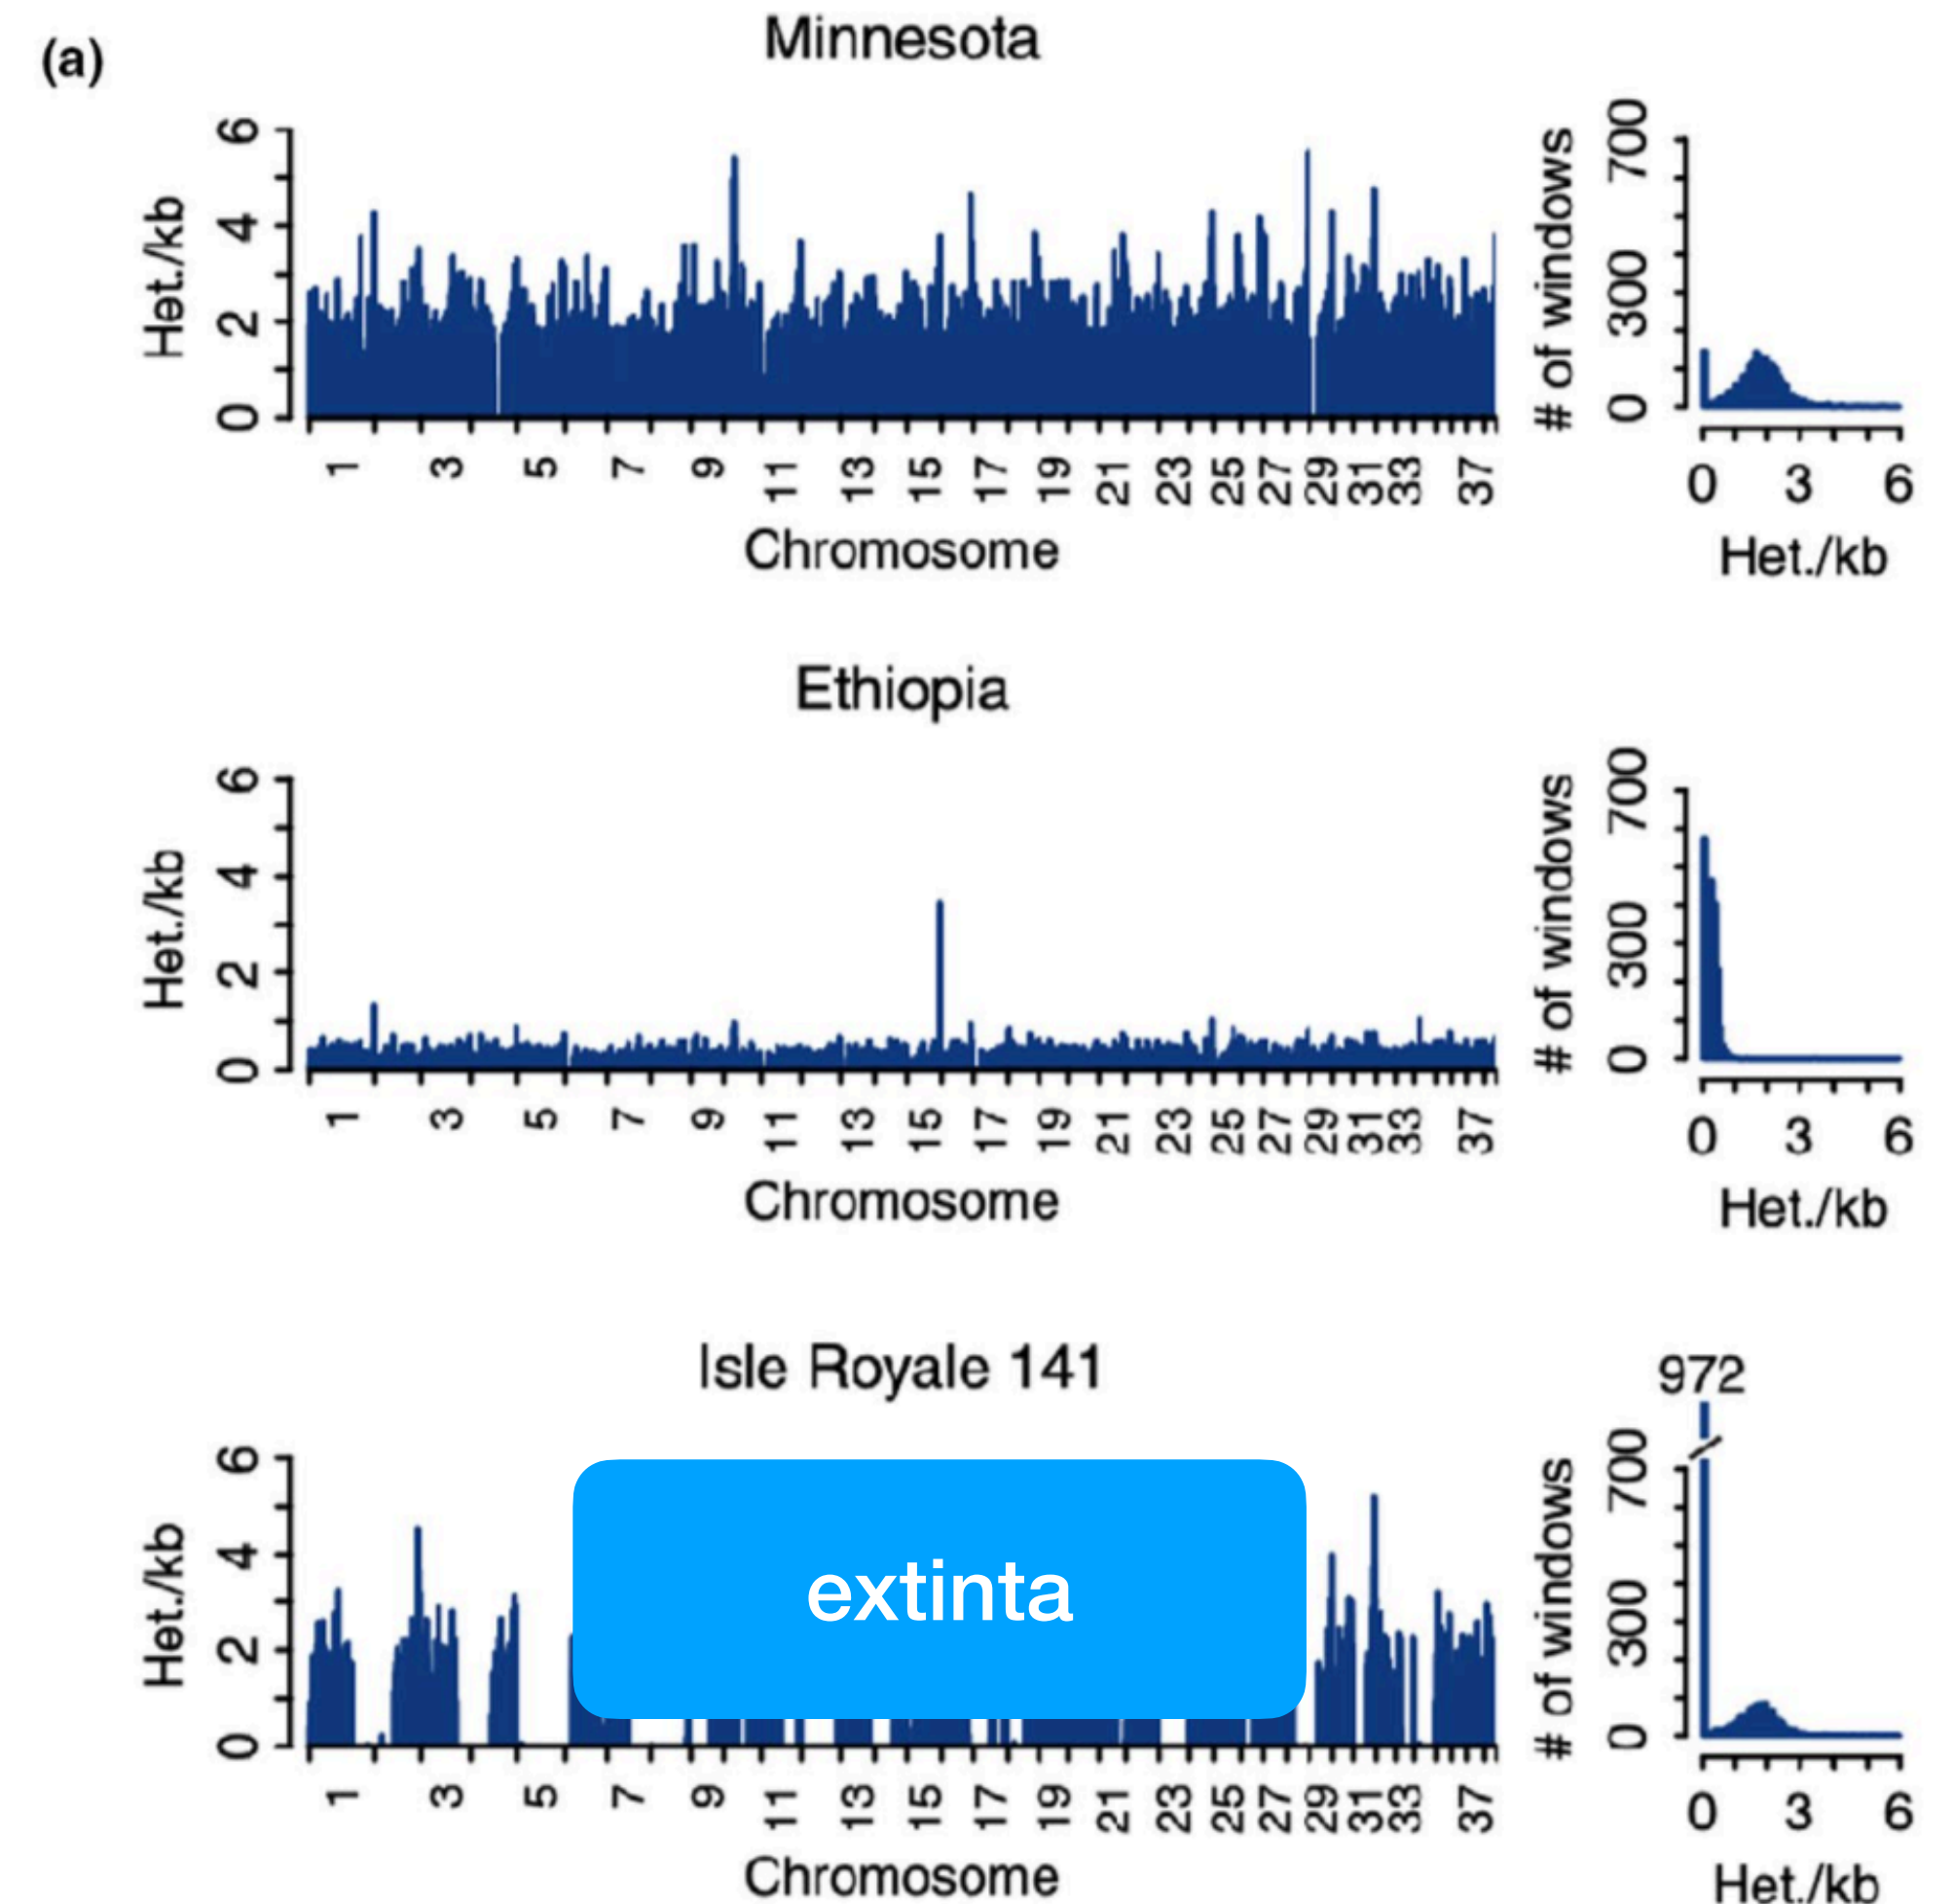 (a)
Minnesota
Het./kb
0 2 4 6
1 3 5 7 9 11 13 15 17 19 21 23 25 27 29 31 33 37
Chromosome
# of windows
0 300 700
0 3 6
Het./kb
Ethiopia
Het./kb
0 2 4 6
1 3 5 7 9 11 13 15 17 19 21 23 25 27 29 31 33 37
Chromosome
# of windows
0 300 700
0 3 6
Het./kb
Isle Royale 141
Het./kb
0 2 4 6
extinta
1 3 5 7 9 11 13 15 17 19 21 23 25 27 29 31 33 37
Chromosome
972
# of windows
0 300 700
0 3 6
Het./kb